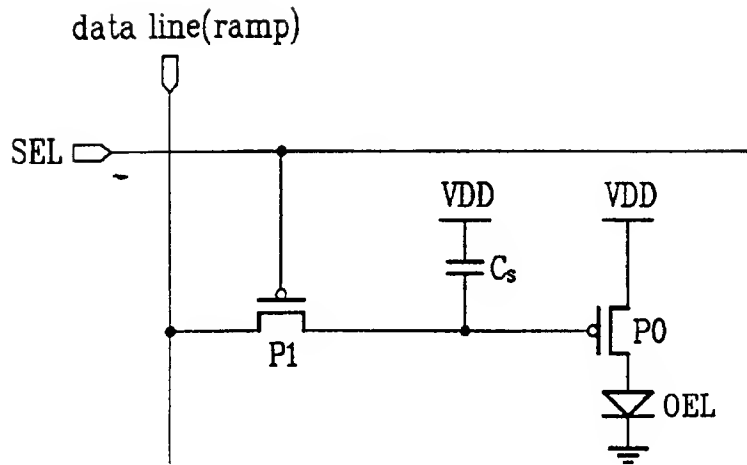 data line(ramp)
SEL
VDD
VDD
Cs
P1
P0
OEL